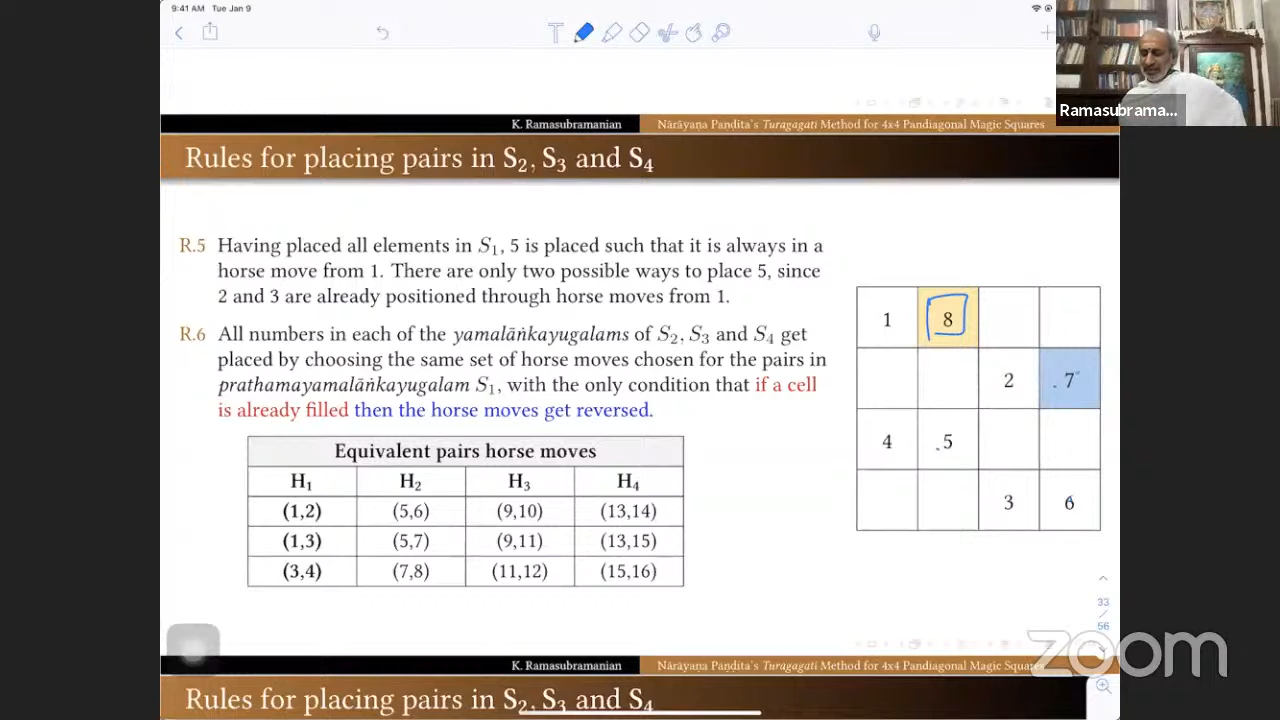 9:41 AM Tue Jan 9
Ramasubrama...
K. Ramasubramanian Nārāyaṇa Paṇḍita's Turagagati Method for 4x4 Pandiagonal Magic Squares
Rules for placing pairs in S₂, S₃ and S₄
R.5 Having placed all elements in S₁, 5 is placed such that it is always in a
horse move from 1. There are only two possible ways to place 5, since
2 and 3 are already positioned through horse moves from 1.
R.6 All numbers in each of the yamalāṅkayugalams of S₂, S₃ and S₄ get
placed by choosing the same set of horse moves chosen for the pairs in
prathamayamalāṅkayugalam S₁, with the only condition that if a cell
is already filled then the horse moves get reversed.
Equivalent pairs horse moves
H₁ H₂ H₃ H₄
(1,2) (5,6) (9,10) (13,14)
(1,3) (5,7) (9,11) (13,15)
(3,4) (7,8) (11,12) (15,16)
1 8
2 7
4 5
3 6
33
/
56
zoom
K. Ramasubramanian Nārāyaṇa Paṇḍita's Turagagati Method for 4x4 Pandiagonal Magic Squares
Rules for placing pairs in S₂, S₃ and S₄